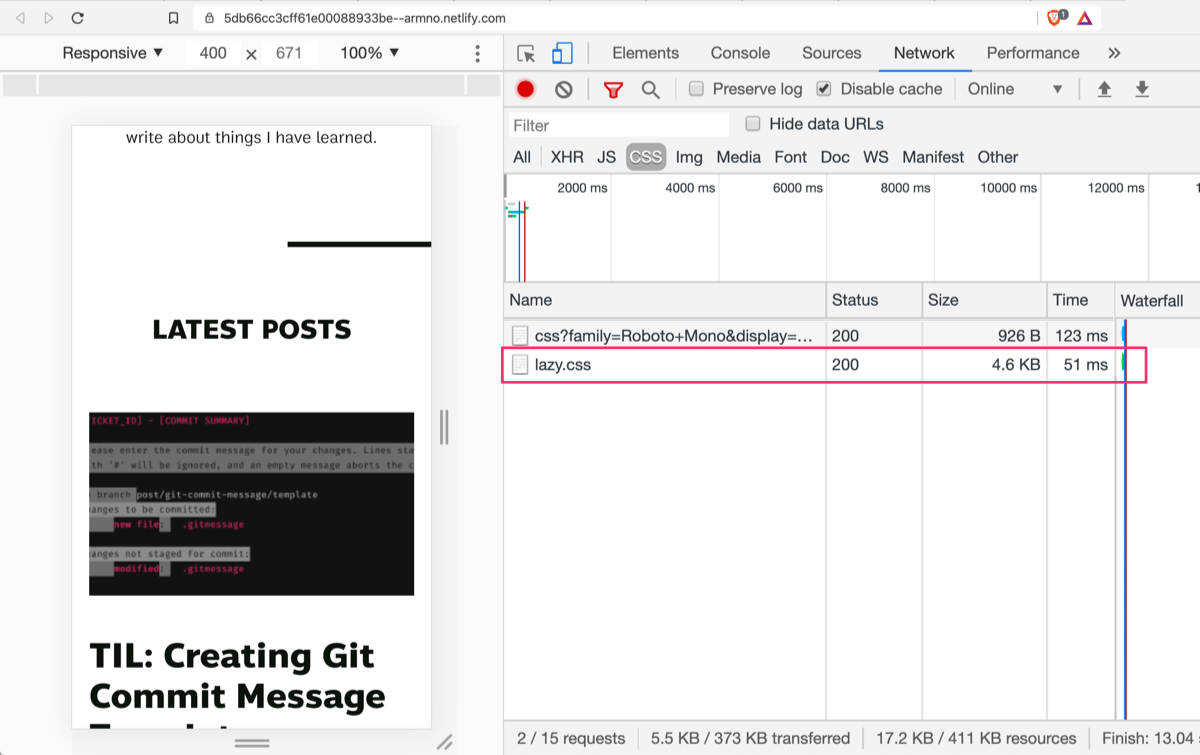 5db66cc3cff61e00088933be--armno.netlify.com
1
Responsive ▼ 400 × 671 100% ▼
Elements Console Sources Network Performance »
Preserve log Disable cache Online ▼
Filter Hide data URLs
All XHR JS CSS Img Media Font Doc WS Manifest Other
2000 ms 4000 ms 6000 ms 8000 ms 10000 ms 12000 ms 1
Name Status Size Time Waterfall
css?family=Roboto+Mono&display=... 200 926 B 123 ms
lazy.css 200 4.6 KB 51 ms
2 / 15 requests 5.5 KB / 373 KB transferred 17.2 KB / 411 KB resources Finish: 13.04
write about things I have learned.
LATEST POSTS
ICKET_ID] - [COMMIT SUMMARY]
ease enter the commit message for your changes. Lines sta
th '#' will be ignored, and an empty message aborts the c
branch post/git-commit-message/template
anges to be committed:
new file: .gitmessage
anges not staged for commit:
modified: .gitmessage
TIL: Creating Git
Commit Message